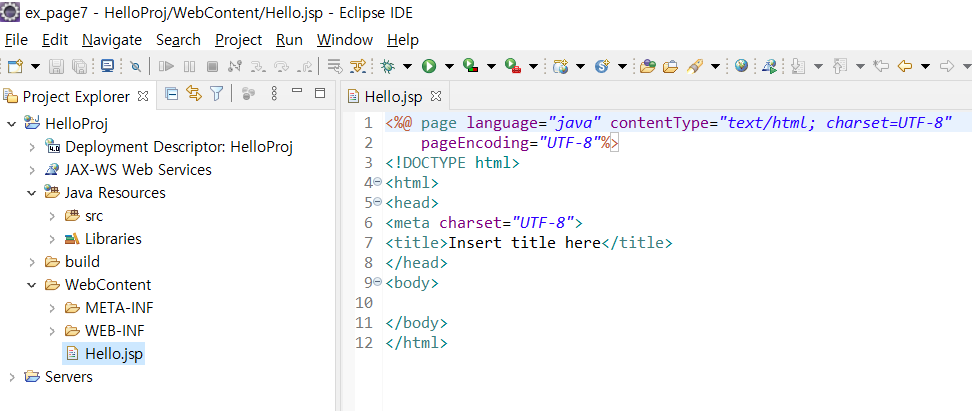 ex_page7 - HelloProj/WebContent/Hello.jsp - Eclipse IDE
File Edit Navigate Search Project Run Window Help
Project Explorer
HelloProj
4.0 Deployment Descriptor: HelloProj
JAX-WS Web Services
Java Resources
src
Libraries
build
WebContent
META-INF
WEB-INF
Hello.jsp
Servers
Hello.jsp
1 <%@ page language="java" contentType="text/html; charset=UTF-8"
2     pageEncoding="UTF-8"%>
3 <!DOCTYPE html>
4 <html>
5 <head>
6 <meta charset="UTF-8">
7 <title>Insert title here</title>
8 </head>
9 <body>
10
11 </body>
12 </html>